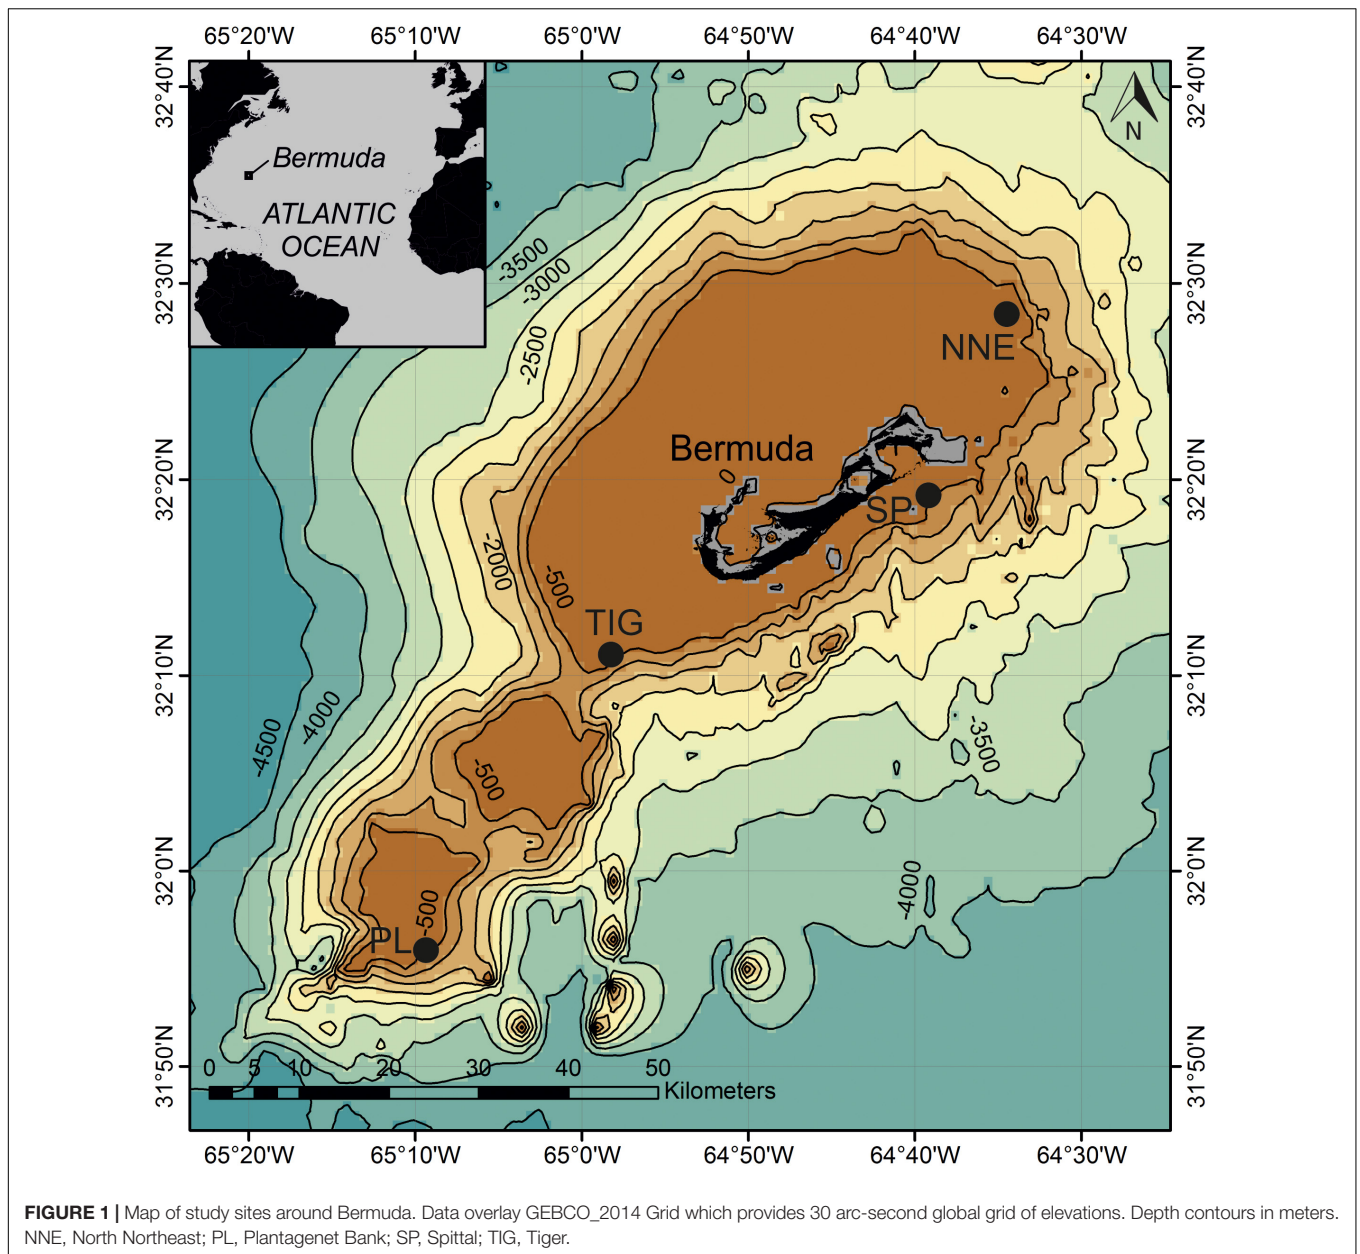 65°20'W 65°10'W 65°0'W 64°50'W 64°40'W 64°30'W
32°40'N 32°40'N
N
Bermuda
ATLANTIC
OCEAN
-3500
-3000
32°30'N 32°30'N
-2500
NNE
Bermuda
32°20'N 32°20'N
SP
-2000
-500
TIG
32°10'N 32°10'N
-4000
-4500
-3500
-500
32°0'N 32°0'N
-4000
-500
PL
31°50'N 31°50'N
0 5 10 20 30 40 50
Kilometers
65°20'W 65°10'W 65°0'W 64°50'W 64°40'W 64°30'W
FIGURE 1 | Map of study sites around Bermuda. Data overlay GEBCO_2014 Grid which provides 30 arc-second global grid of elevations. Depth contours in meters.
NNE, North Northeast; PL, Plantagenet Bank; SP, Spittal; TIG, Tiger.